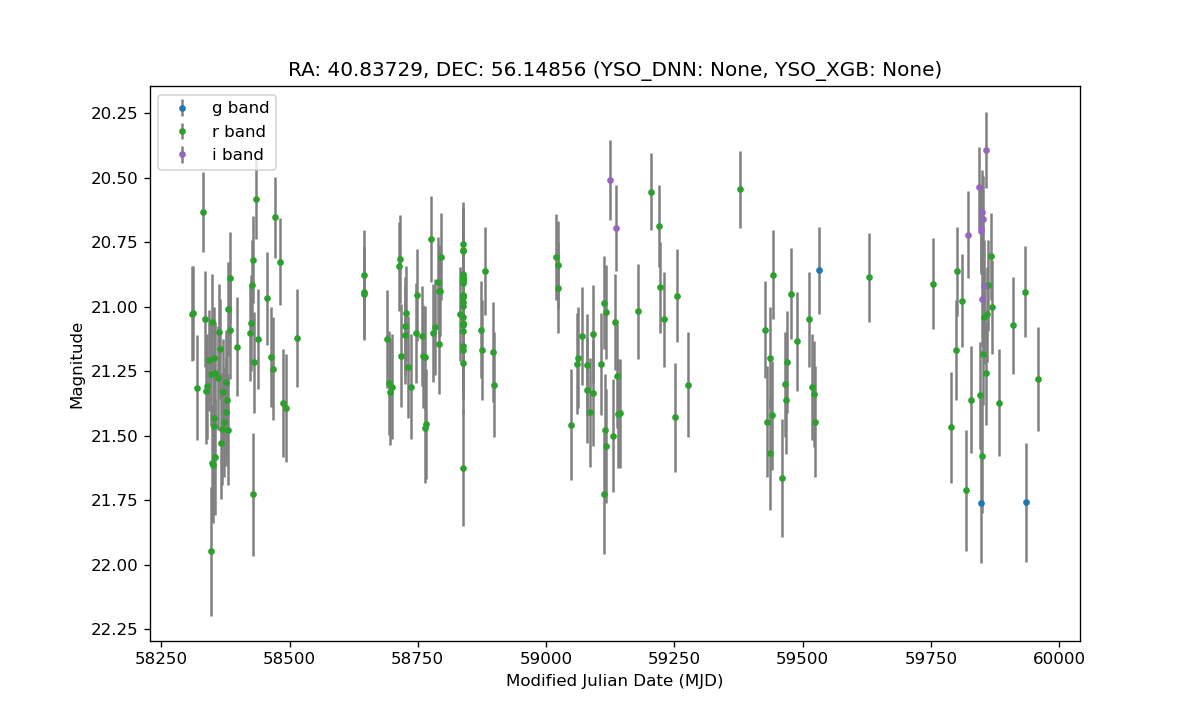 RA: 40.83729, DEC: 56.14856 (YSO_DNN: None, YSO_XGB: None)
g band
r band
i band
20.25
20.50
20.75
21.00
21.25
21.50
21.75
22.00
22.25
Magnitude
58250 58500 58750 59000 59250 59500 59750 60000
Modified Julian Date (MJD)